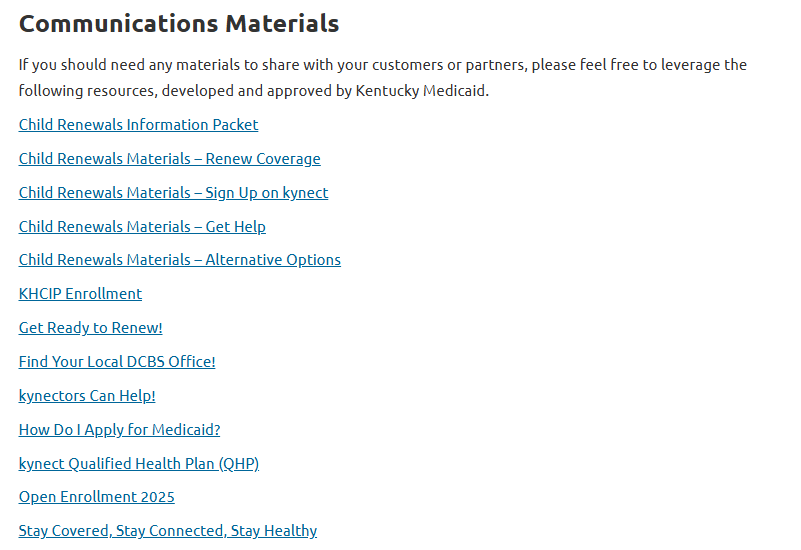 Communications Materials
If you should need any materials to share with your customers or partners, please feel free to leverage the
following resources, developed and approved by Kentucky Medicaid.
Child Renewals Information Packet
Child Renewals Materials – Renew Coverage
Child Renewals Materials – Sign Up on kynect
Child Renewals Materials – Get Help
Child Renewals Materials – Alternative Options
KHCIP Enrollment
Get Ready to Renew!
Find Your Local DCBS Office!
kynectors Can Help!
How Do I Apply for Medicaid?
kynect Qualified Health Plan (QHP)
Open Enrollment 2025
Stay Covered, Stay Connected, Stay Healthy